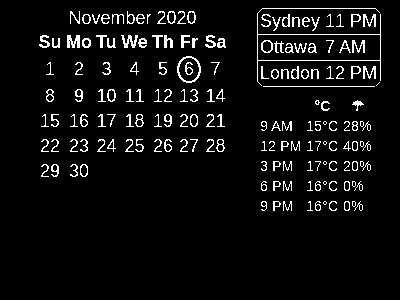 November 2020
Su Mo Tu We Th Fr Sa
1 2 3 4 5 6 7
8 9 10 11 12 13 14
15 16 17 18 19 20 21
22 23 24 25 26 27 28
29 30
Sydney 11 PM
Ottawa 7 AM
London 12 PM
°C ☂
9 AM 15°C 28%
12 PM 17°C 40%
3 PM 17°C 20%
6 PM 16°C 0%
9 PM 16°C 0%